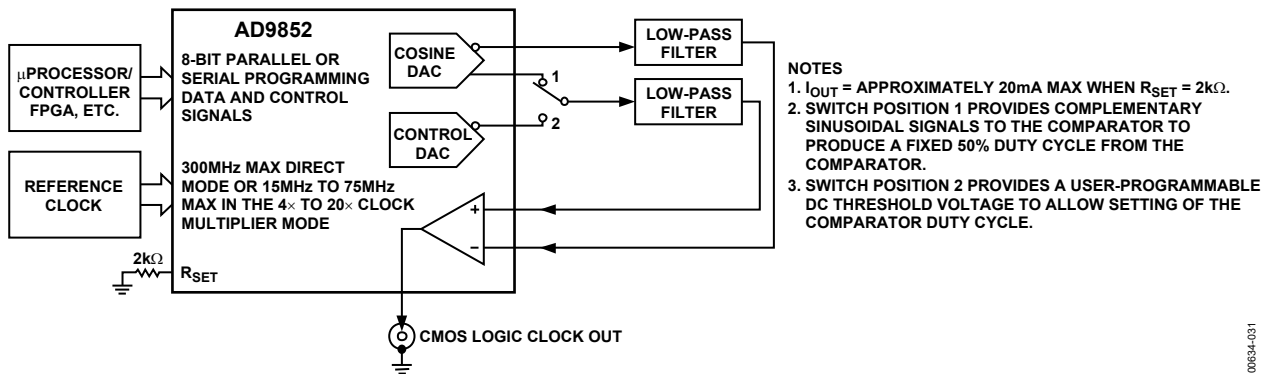 AD9852
µPROCESSOR/
CONTROLLER
FPGA, ETC.
8-BIT PARALLEL OR
SERIAL PROGRAMMING
DATA AND CONTROL
SIGNALS
REFERENCE
CLOCK
300MHz MAX DIRECT
MODE OR 15MHz TO 75MHz
MAX IN THE 4× TO 20× CLOCK
MULTIPLIER MODE
2kΩ
RSET
COSINE
DAC
CONTROL
DAC
1
2
LOW-PASS
FILTER
LOW-PASS
FILTER
+
–
CMOS LOGIC CLOCK OUT
NOTES
1. IOUT = APPROXIMATELY 20mA MAX WHEN RSET = 2kΩ.
2. SWITCH POSITION 1 PROVIDES COMPLEMENTARY
SINUSOIDAL SIGNALS TO THE COMPARATOR TO
PRODUCE A FIXED 50% DUTY CYCLE FROM THE
COMPARATOR.
3. SWITCH POSITION 2 PROVIDES A USER-PROGRAMMABLE
DC THRESHOLD VOLTAGE TO ALLOW SETTING OF THE
COMPARATOR DUTY CYCLE.
00634-031